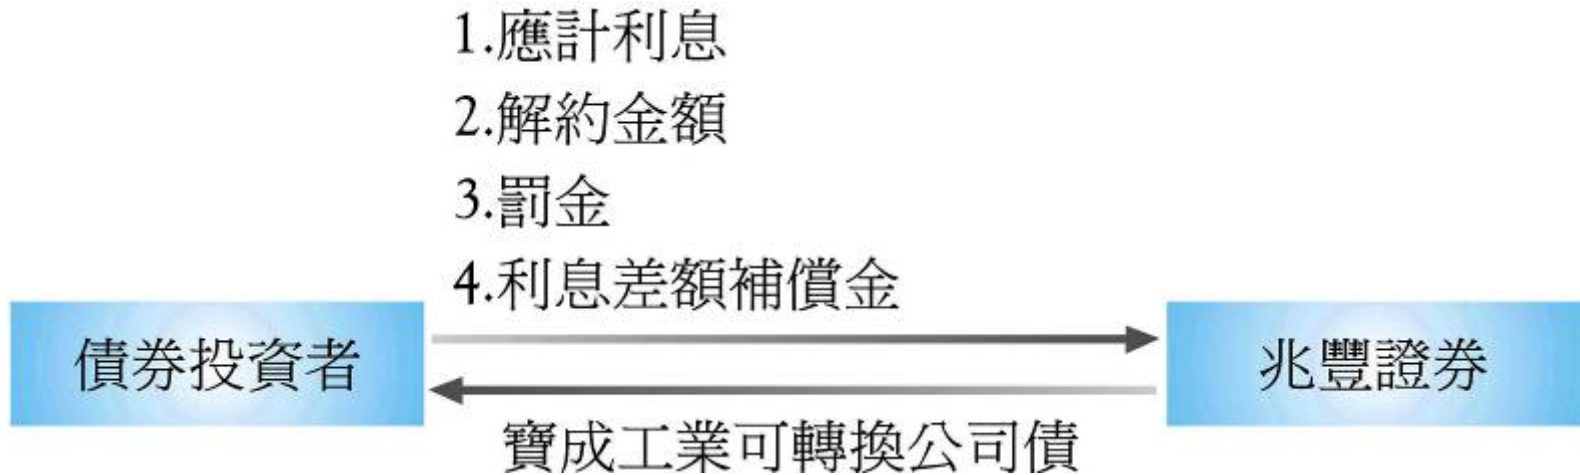 1.應計利息
2.解約金額
3.罰金
4.利息差額補償金
債券投資者
兆豐證券
寶成工業可轉換公司債